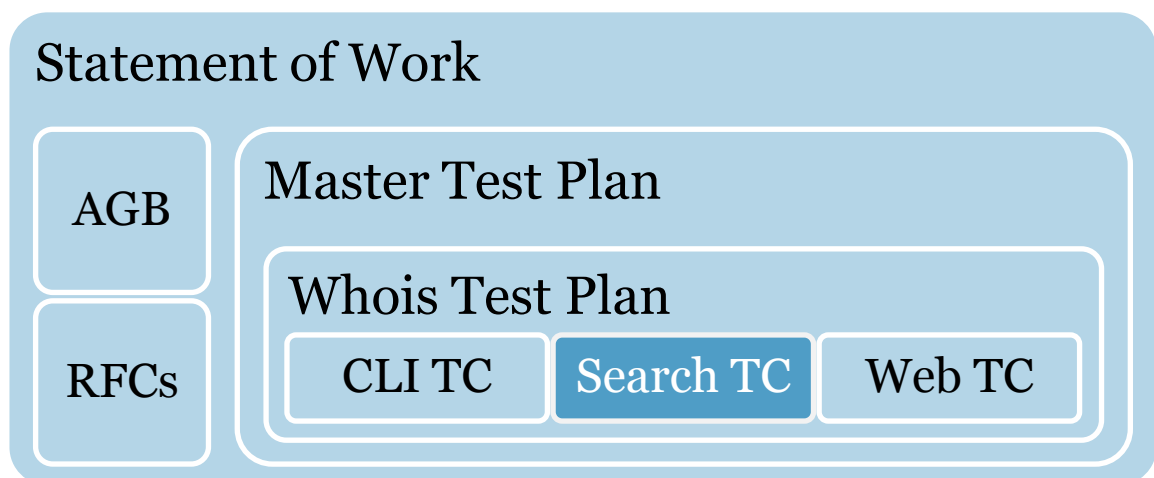 Statement of Work
AGB
RFCs
Master Test Plan
Whois Test Plan
CLI TC
Search TC
Web TC